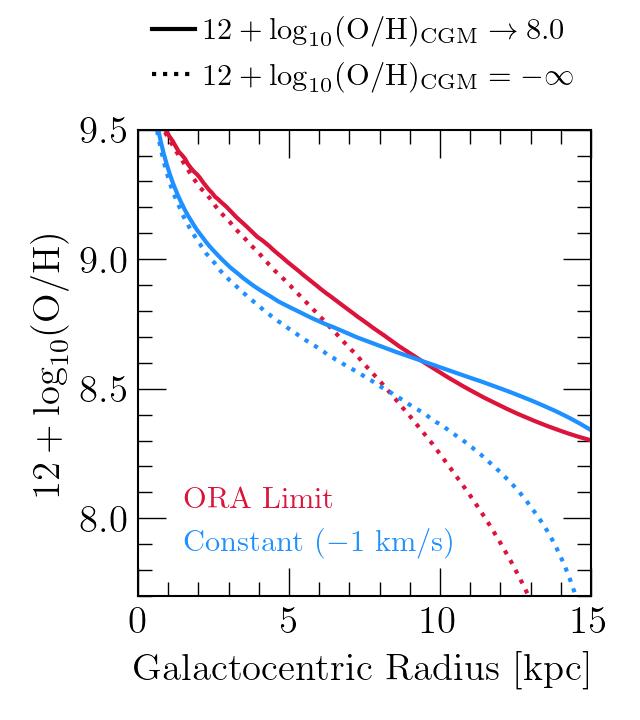 12 + log₁₀(O/H)CGM → 8.0
12 + log₁₀(O/H)CGM = −∞
9.5
9.0
8.5
8.0
12 + log₁₀(O/H)
ORA Limit
Constant (−1 km/s)
0 5 10 15
Galactocentric Radius [kpc]